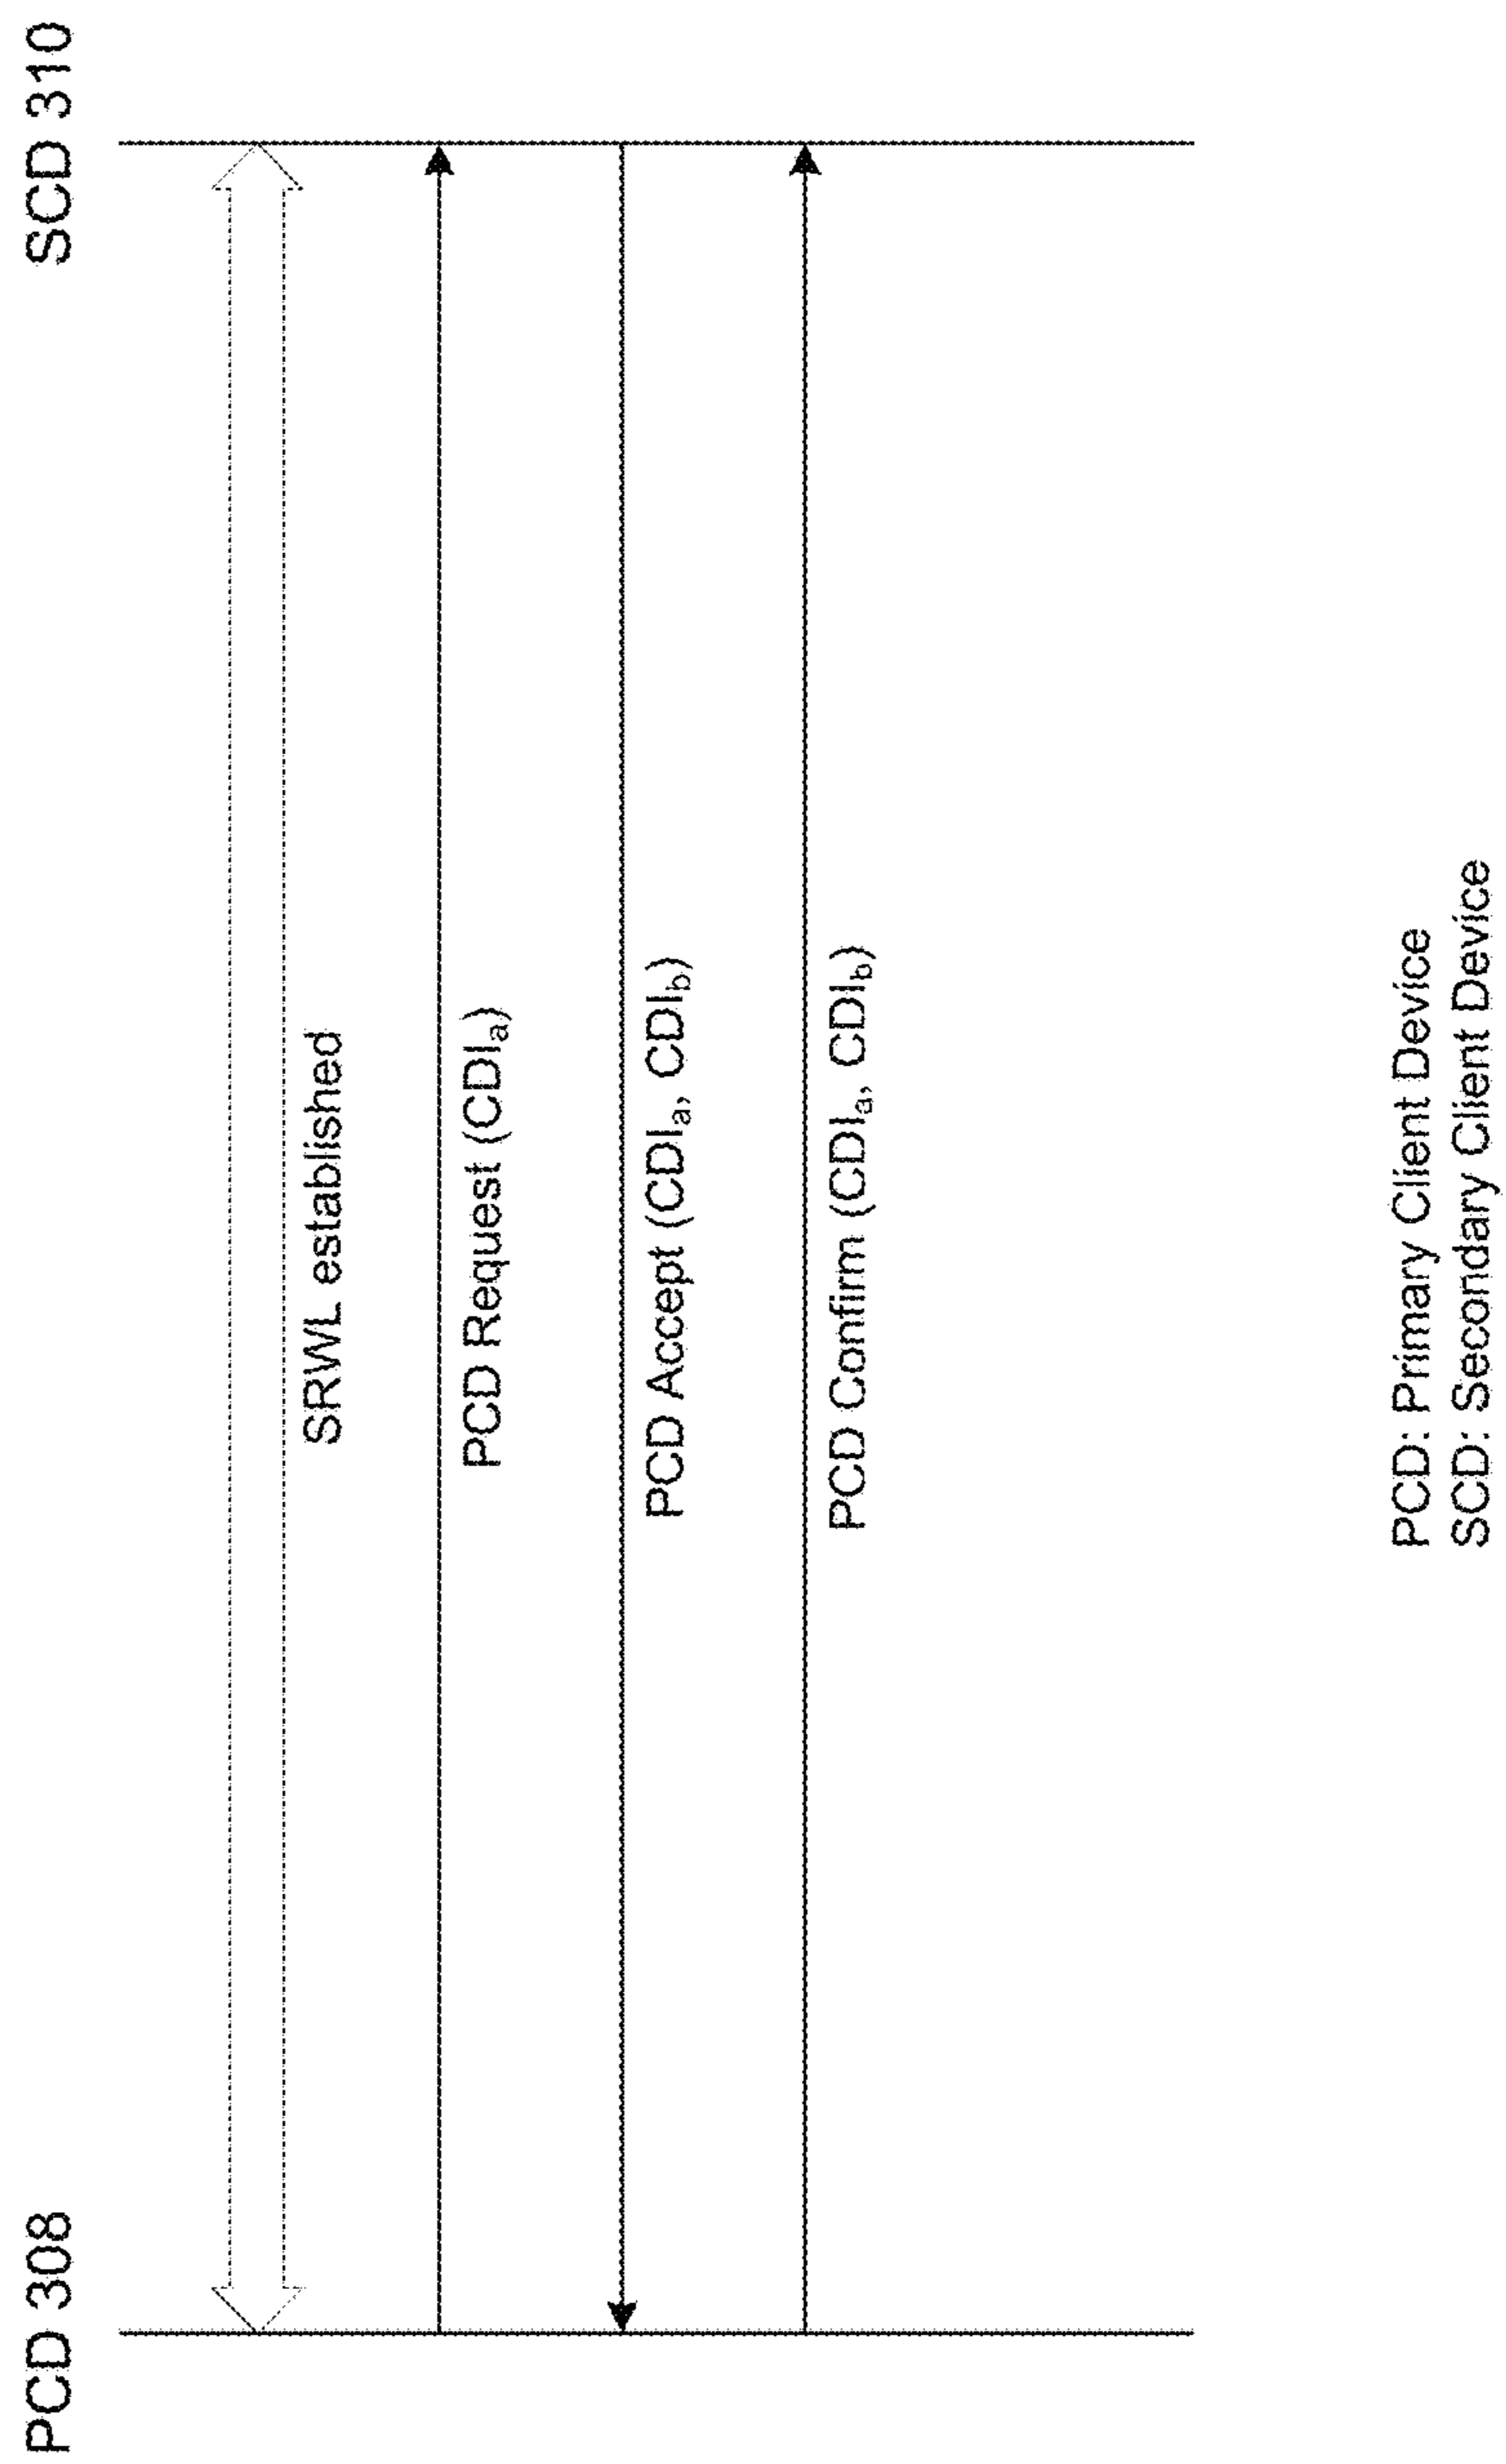 PCD 308
SCD 310
SRWL established
PCD Request (CDIa)
PCD Accept (CDIa, CDIb)
PCD Confirm (CDIa, CDIb)
PCD: Primary Client Device
SCD: Secondary Client Device